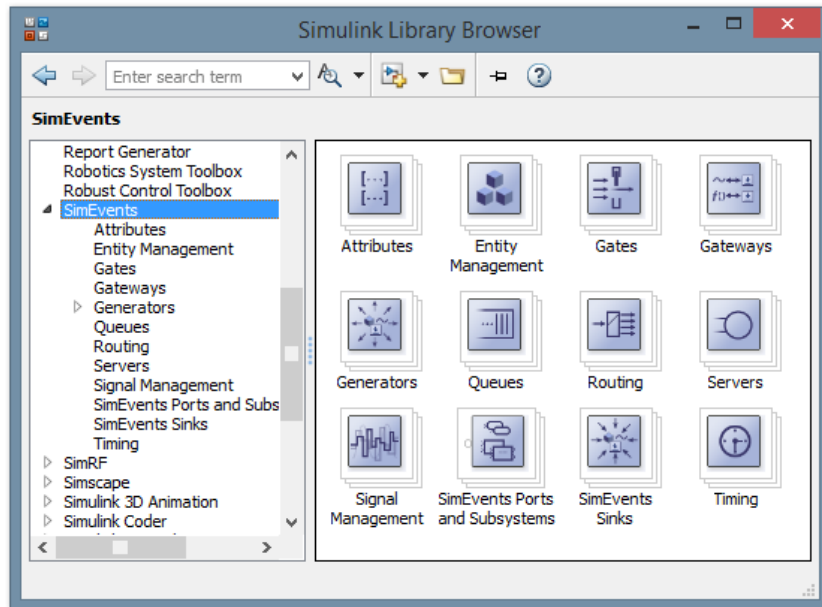 Simulink Library Browser
Enter search term
SimEvents
Report Generator
Robotics System Toolbox
Robust Control Toolbox
SimEvents
Attributes
Entity Management
Gates
Gateways
Generators
Queues
Routing
Servers
Signal Management
SimEvents Ports and Subs
SimEvents Sinks
Timing
SimRF
Simscape
Simulink 3D Animation
Simulink Coder
Attributes
Entity
Management
Gates
Gateways
Generators
Queues
Routing
Servers
Signal
Management
SimEvents Ports
and Subsystems
SimEvents
Sinks
Timing